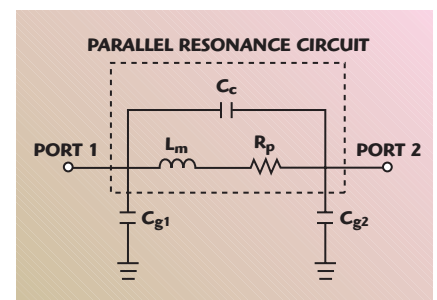 PARALLEL RESONANCE CIRCUIT
Cc
PORT 1
Lm
Rp
PORT 2
Cg1
Cg2